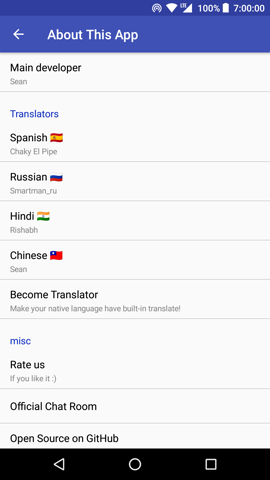 100% 7:00:00
About This App
Main developer
Sean
Translators
Spanish 🇪🇸
Chaky El Pipe
Russian 🇷🇺
Smartman_ru
Hindi 🇮🇳
Rishabh
Chinese 🇹🇼
Sean
Become Translator
Make your native language have built-in translate!
misc
Rate us
If you like it :)
Official Chat Room
Open Source on GitHub